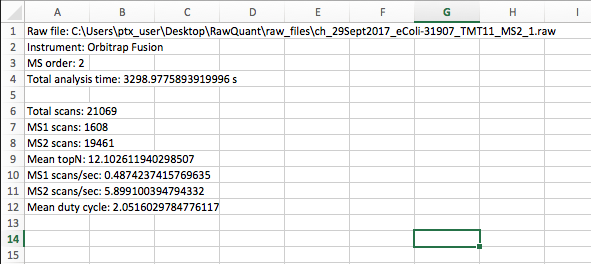 A B C D E F G H I
1 Raw file: C:\Users\ptx_user\Desktop\RawQuant\raw_files\ch_29Sept2017_eColi-31907_TMT11_MS2_1.raw
2 Instrument: Orbitrap Fusion
3 MS order: 2
4 Total analysis time: 3298.9775893919996 s
5
6 Total scans: 21069
7 MS1 scans: 1608
8 MS2 scans: 19461
9 Mean topN: 12.102611940298507
10 MS1 scans/sec: 0.4874237415769635
11 MS2 scans/sec: 5.899100394794332
12 Mean duty cycle: 2.0516029784776117
13
14
15